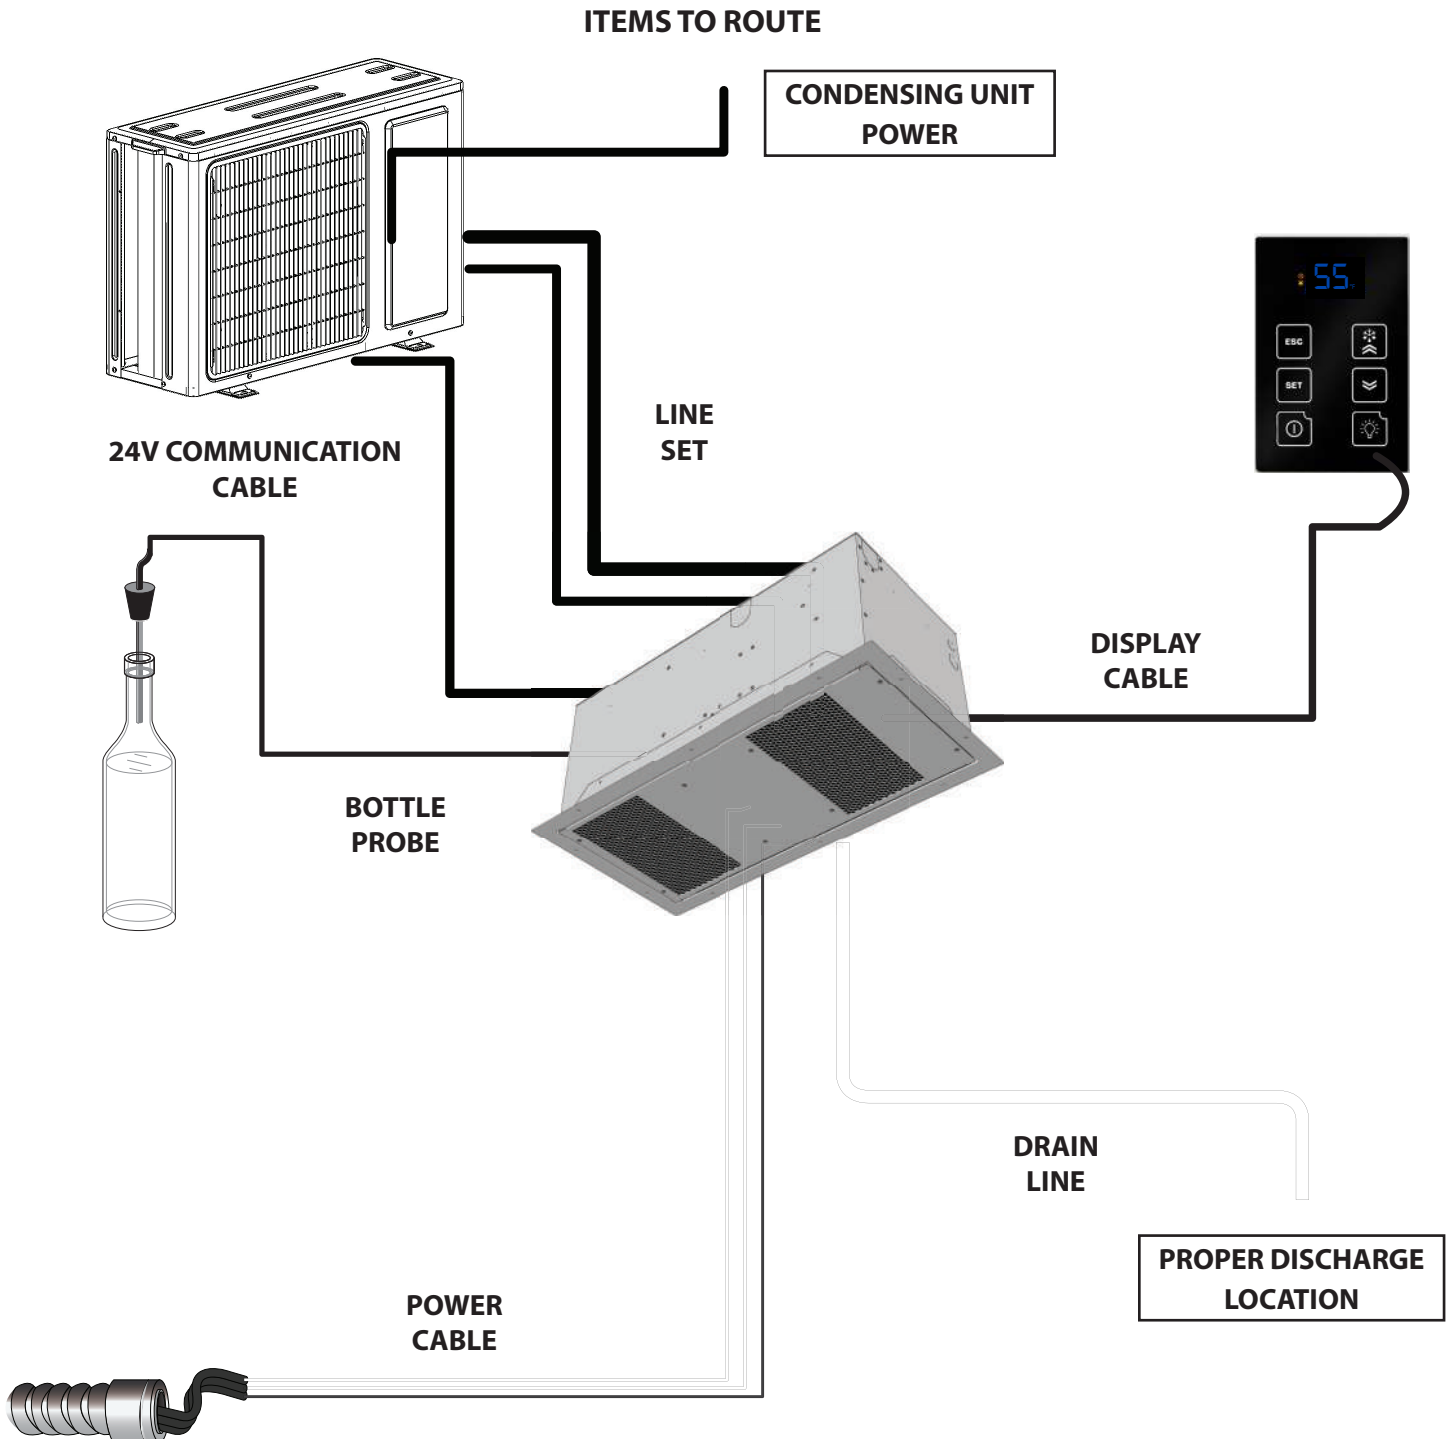 ITEMS TO ROUTE
CONDENSING UNIT
POWER
55
ESC
SET
LINE
SET
24V COMMUNICATION
CABLE
DISPLAY
CABLE
BOTTLE
PROBE
DRAIN
LINE
PROPER DISCHARGE
LOCATION
POWER
CABLE